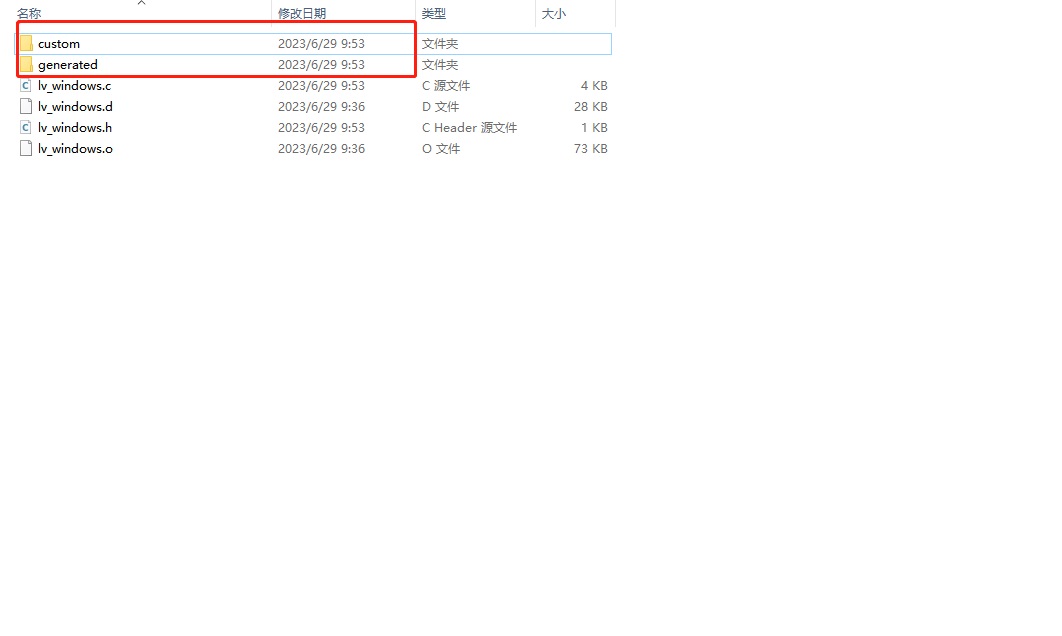 名称 修改日期 类型 大小
custom 2023/6/29 9:53 文件夹
generated 2023/6/29 9:53 文件夹
lv_windows.c 2023/6/29 9:53 C 源文件 4 KB
lv_windows.d 2023/6/29 9:36 D 文件 28 KB
lv_windows.h 2023/6/29 9:53 C Header 源文件 1 KB
lv_windows.o 2023/6/29 9:36 O 文件 73 KB